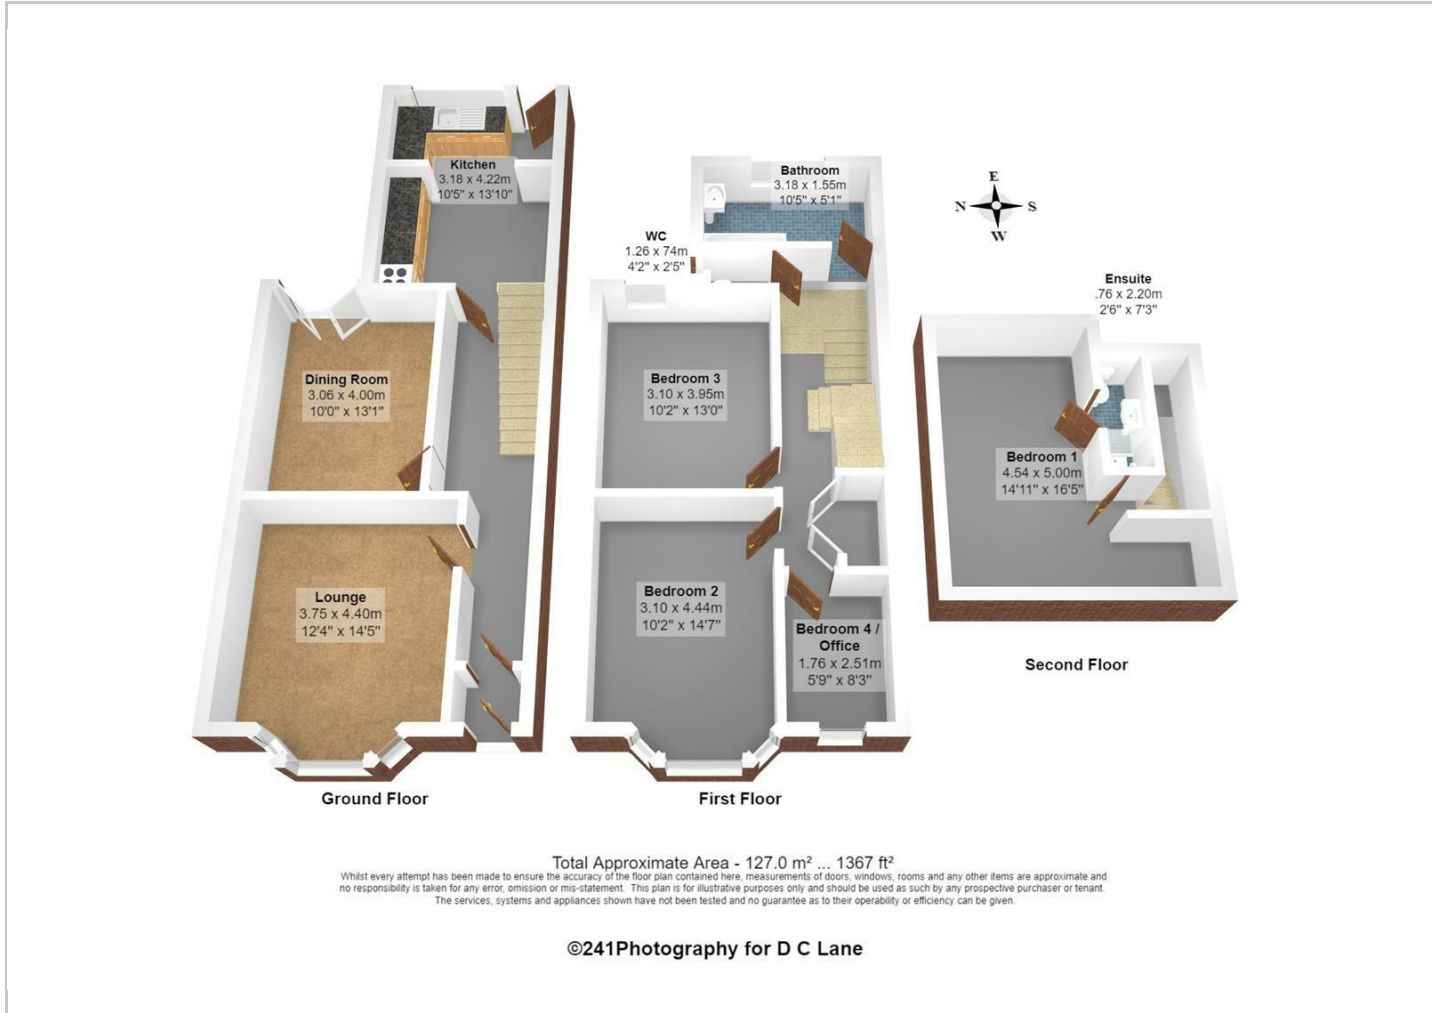 Kitchen
3.18 x 4.22m
10'5" x 13'10"
Dining Room
3.06 x 4.00m
10'0" x 13'1"
Lounge
3.75 x 4.40m
12'4" x 14'5"
Ground Floor
Bathroom
3.18 x 1.55m
10'5" x 5'1"
WC
1.26 x 74m
4'2" x 2'5"
Bedroom 3
3.10 x 3.95m
10'2" x 13'0"
Bedroom 2
3.10 x 4.44m
10'2" x 14'7"
Bedroom 4 /
Office
1.76 x 2.51m
5'9" x 8'3"
First Floor
E
N S
W
Ensuite
.76 x 2.20m
2'6" x 7'3"
Bedroom 1
4.54 x 5.00m
14'11" x 16'5"
Second Floor
Total Approximate Area - 127.0 m² ... 1367 ft²
Whilst every attempt has been made to ensure the accuracy of the floor plan contained here, measurements of doors, windows, rooms and any other items are approximate and
no responsibility is taken for any error, omission or mis-statement. This plan is for illustrative purposes only and should be used as such by any prospective purchaser or tenant.
The services, systems and appliances shown have not been tested and no guarantee as to their operability or efficiency can be given.
©241Photography for D C Lane